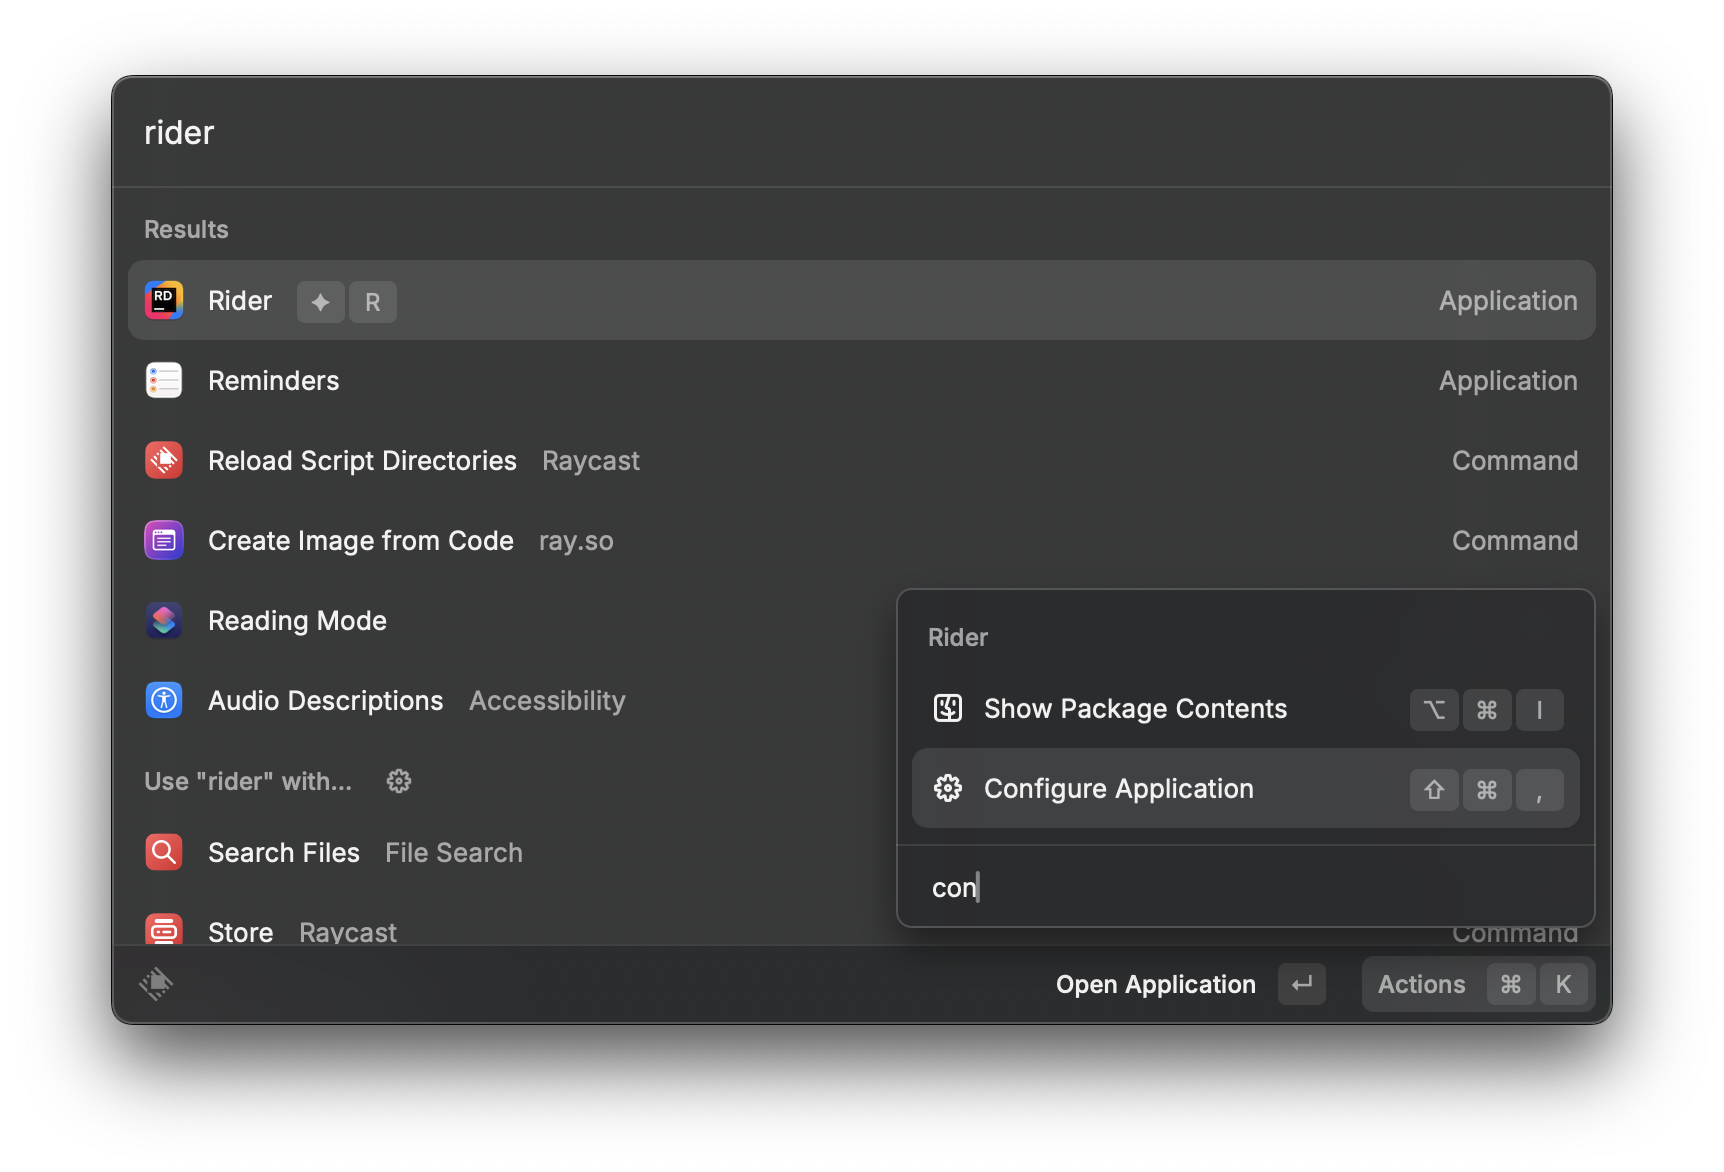 rider
Results
RD
Rider ✦ R Application
Reminders Application
Reload Script Directories Raycast Command
Create Image from Code ray.so Command
Reading Mode
Audio Descriptions Accessibility
Use "rider" with...
Search Files File Search
Store Raycast Command
Rider
Show Package Contents ⌥ ⌘ I
Configure Application ⇧ ⌘ ,
con
Open Application ↵ Actions ⌘ K